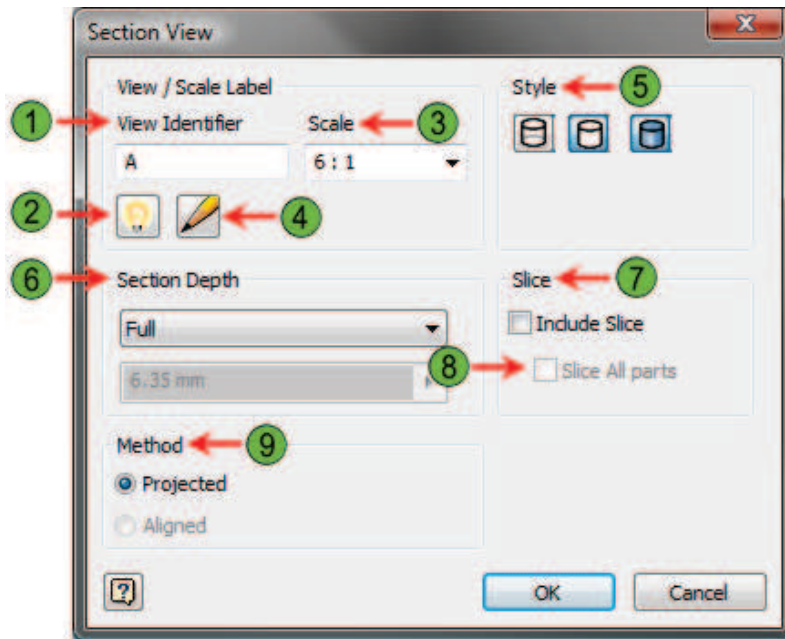 Section View
View / Scale Label
Style
5
1
View Identifier
Scale
3
A
6 : 1
2
4
6
Section Depth
Slice
7
Full
Include Slice
8
Slice All parts
6.35 mm
Method
9
Projected
Aligned
?
OK
Cancel